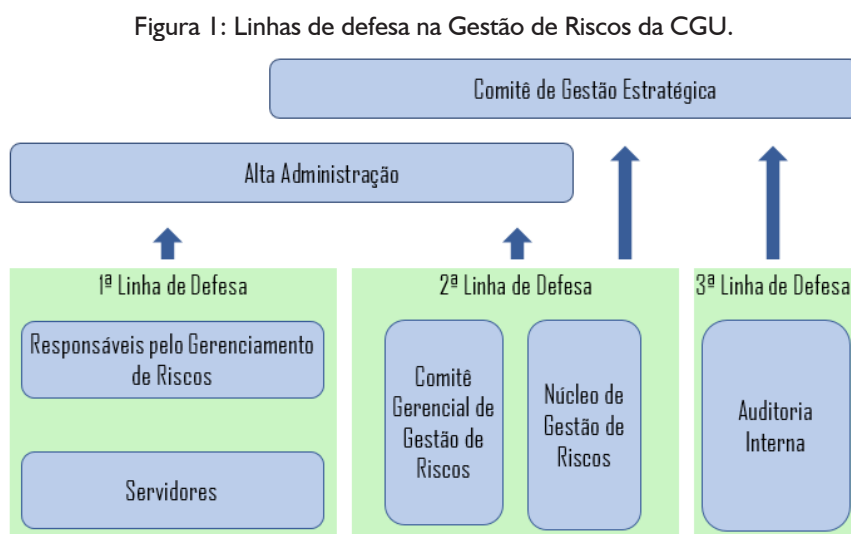 Figura 1: Linhas de defesa na Gestão de Riscos da CGU.
Comitê de Gestão Estratégica
Alta Administração
1ª Linha de Defesa
Responsáveis pelo Gerenciamento
de Riscos
Servidores
2ª Linha de Defesa
Comitê
Gerencial de
Gestão de
Riscos
Núcleo de
Gestão de
Riscos
3ª Linha de Defesa
Auditoria
Interna